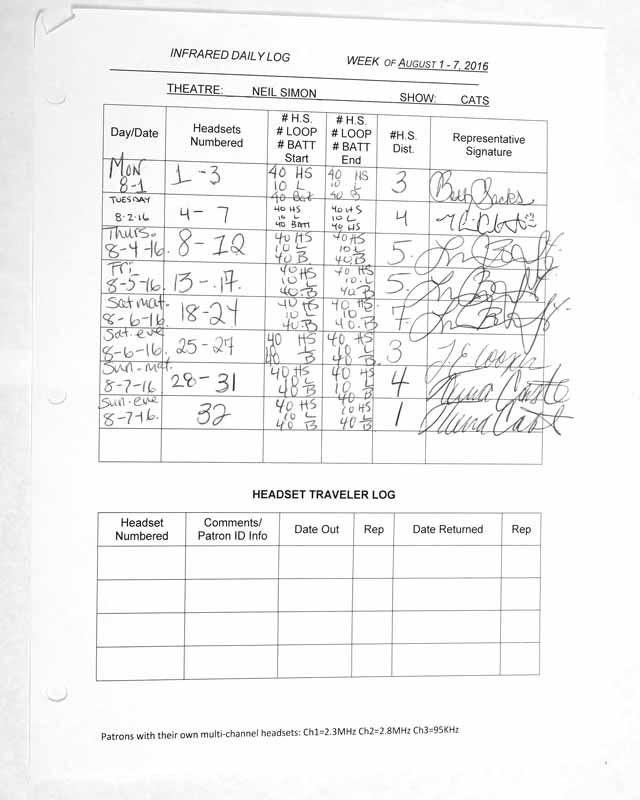 INFRARED DAILY LOG WEEK OF AUGUST 1 - 7, 2016
THEATRE: NEIL SIMON SHOW: CATS
Day/Date Headsets Numbered # H.S. # LOOP # BATT Start # H.S. # LOOP # BATT End #H.S. Dist. Representative Signature
Mon 8-1 1-3 40 HS 10 L 40 Bat 40 HS 10 L 40 B 3 Beth Sacks
TUESDAY 8.2.16 4-7 40 HS 10 L 40 BATT 40 HS 10 L 40 HS 4
Thurs. 8-4-16. 8-12 40 HS 10 L 40 B 40 HS 10 L 40 B 5.
Fri, 8-5-16. 13-.17. 40 HS 10 L 40.B 40 HS 10 L 40.B 5.
Sat mat. 8-6-16. 18-24 40 HS 10 L 40.B 40 HS 10 L 40.B 7.
Sat. eve 8-6-16. 25-27 40 HS 10 L 40 B 40 HS 10 L 40 B 3
Sun-mat. 8-7-16 28-31 40 HS 10 L 40 B 40 HS 10 L 40 B 4
Sun-eve 8-7-16. 32 40 HS 10 L 40 B 40 HS 10 HS 40 B 1
HEADSET TRAVELER LOG
Headset Numbered Comments/ Patron ID Info Date Out Rep Date Returned Rep
Patrons with their own multi-channel headsets: Ch1=2.3MHz Ch2=2.8MHz Ch3=95KHz